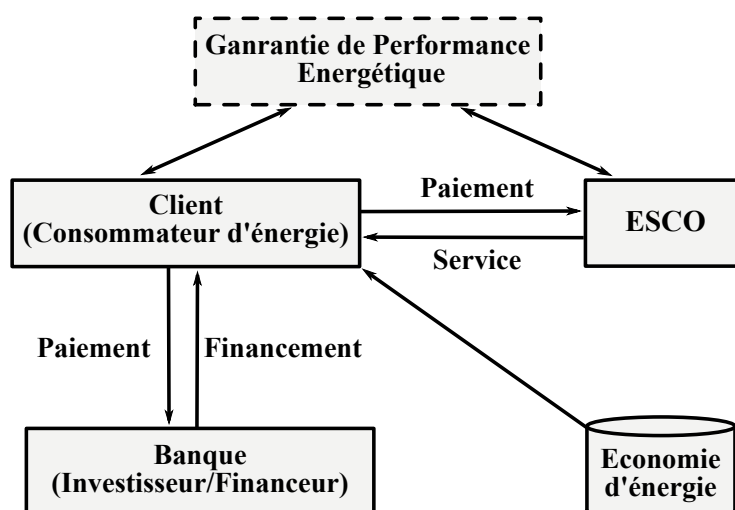 Ganrantie de Performance
Energétique
Client
(Consommateur d'énergie)
Paiement
ESCO
Service
Paiement
Financement
Banque
(Investisseur/Financeur)
Economie
d'énergie